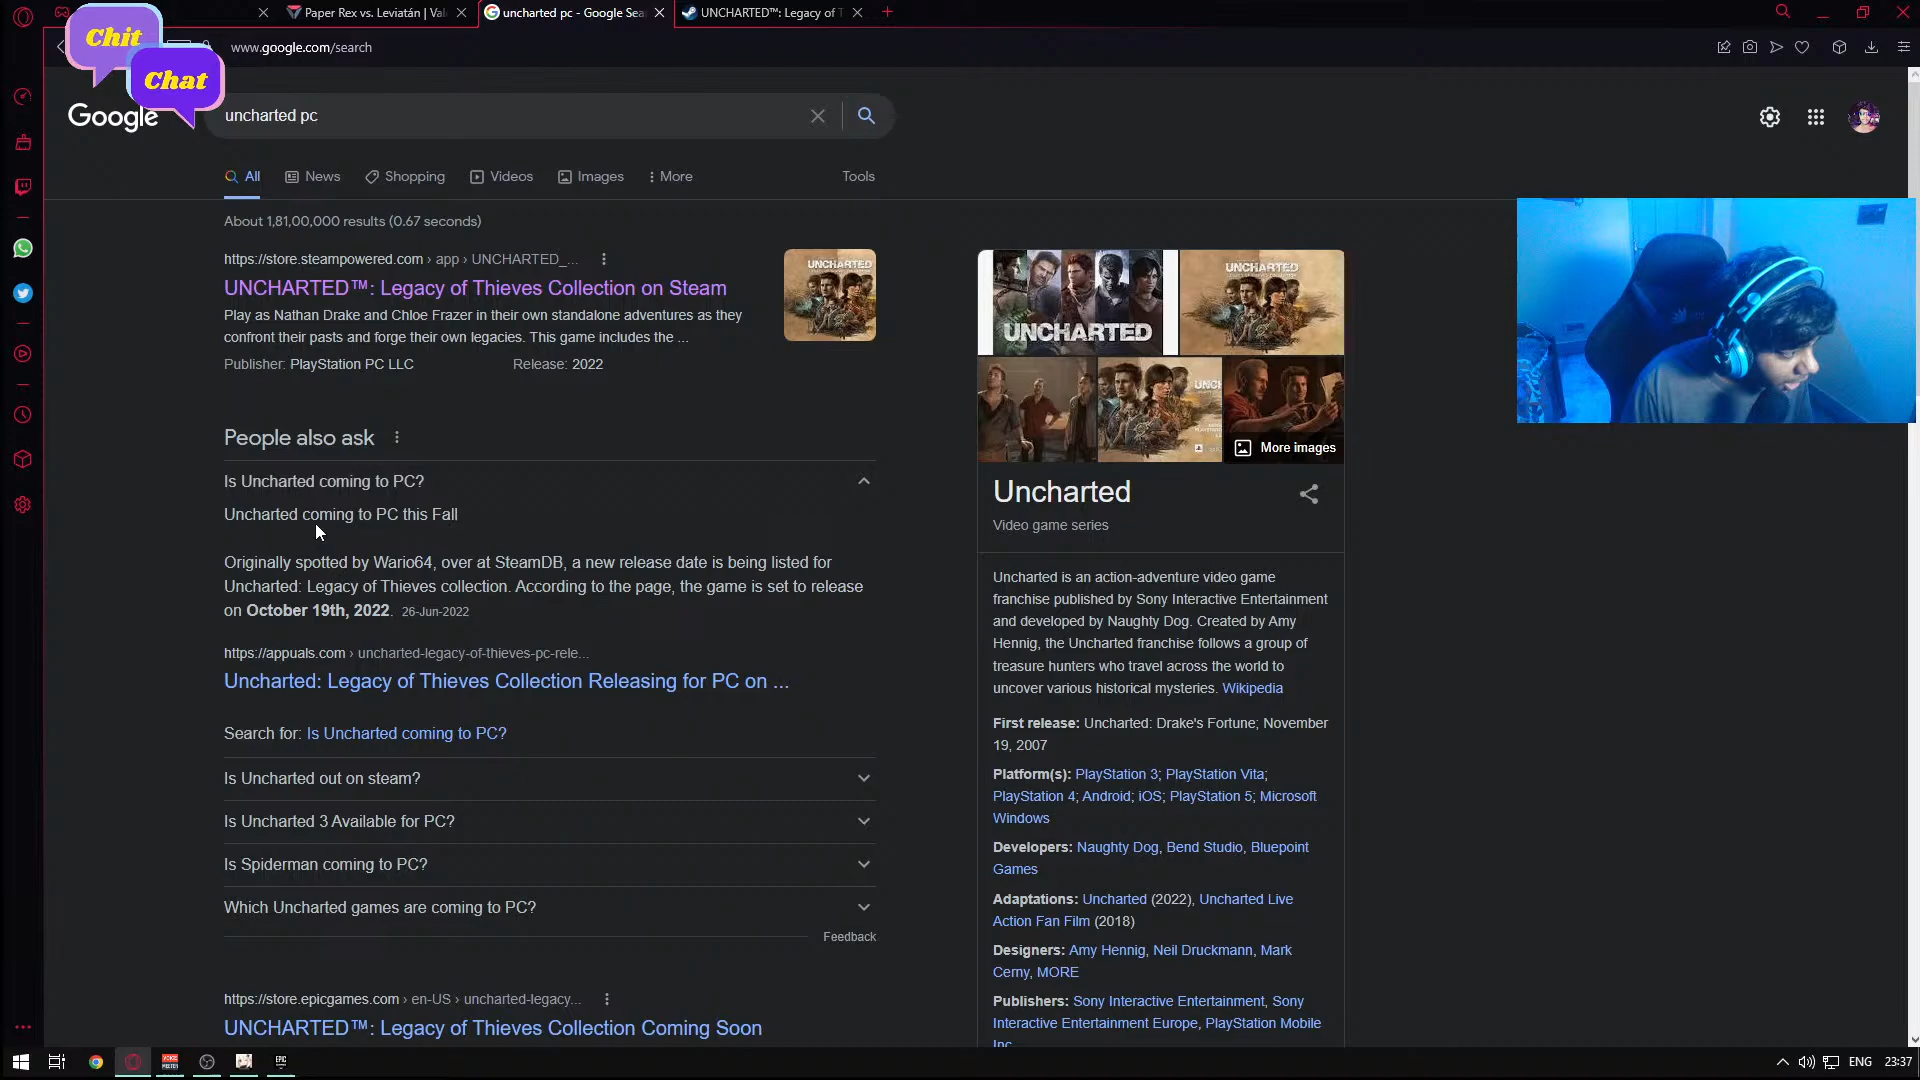 Paper Rex vs. Leviatán | Val
uncharted pc - Google Sea
UNCHARTED™: Legacy of T
www.google.com/search
Chit
Chat
Google
uncharted pc
All
News
Shopping
Videos
Images
More
Tools
About 1,81,00,000 results (0.67 seconds)
https://store.steampowered.com › app › UNCHARTED_...
UNCHARTED™: Legacy of Thieves Collection on Steam
Play as Nathan Drake and Chloe Frazer in their own standalone adventures as they
confront their pasts and forge their own legacies. This game includes the ...
Publisher: PlayStation PC LLC
Release: 2022
UNCHARTED
People also ask
Is Uncharted coming to PC?
Uncharted coming to PC this Fall
Originally spotted by Wario64, over at SteamDB, a new release date is being listed for
Uncharted: Legacy of Thieves collection. According to the page, the game is set to release
on October 19th, 2022. 26-Jun-2022
https://appuals.com › uncharted-legacy-of-thieves-pc-rele...
Uncharted: Legacy of Thieves Collection Releasing for PC on ...
Search for: Is Uncharted coming to PC?
Is Uncharted out on steam?
Is Uncharted 3 Available for PC?
Is Spiderman coming to PC?
Which Uncharted games are coming to PC?
Feedback
https://store.epicgames.com › en-US › uncharted-legacy...
UNCHARTED™: Legacy of Thieves Collection Coming Soon
UNCHARTED
UNCHARTED
UNCH
More images
Uncharted
Video game series
Uncharted is an action-adventure video game
franchise published by Sony Interactive Entertainment
and developed by Naughty Dog. Created by Amy
Hennig, the Uncharted franchise follows a group of
treasure hunters who travel across the world to
uncover various historical mysteries. Wikipedia
First release: Uncharted: Drake's Fortune; November
19, 2007
Platform(s): PlayStation 3; PlayStation Vita;
PlayStation 4; Android; iOS; PlayStation 5; Microsoft
Windows
Developers: Naughty Dog, Bend Studio, Bluepoint
Games
Adaptations: Uncharted (2022), Uncharted Live
Action Fan Film (2018)
Designers: Amy Hennig, Neil Druckmann, Mark
Cerny, MORE
Publishers: Sony Interactive Entertainment, Sony
Interactive Entertainment Europe, PlayStation Mobile
Inc
EPIC
ENG
23:37